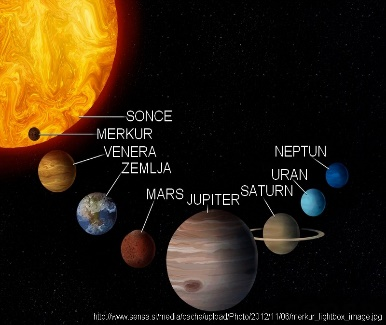 SONCE
MERKUR
VENERA
ZEMLJA
MARS
JUPITER
SATURN
URAN
NEPTUN